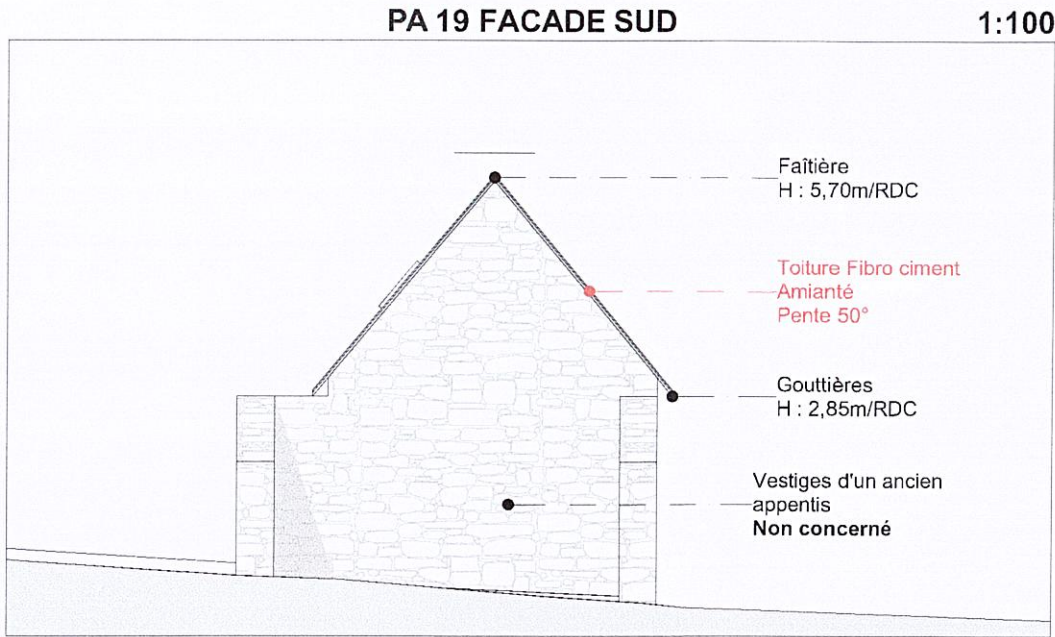 PA 19 FACADE SUD
1:100
Faîtière
H : 5,70m/RDC
Toiture Fibro ciment
Amianté
Pente 50°
Gouttières
H : 2,85m/RDC
Vestiges d'un ancien
appentis
Non concerné